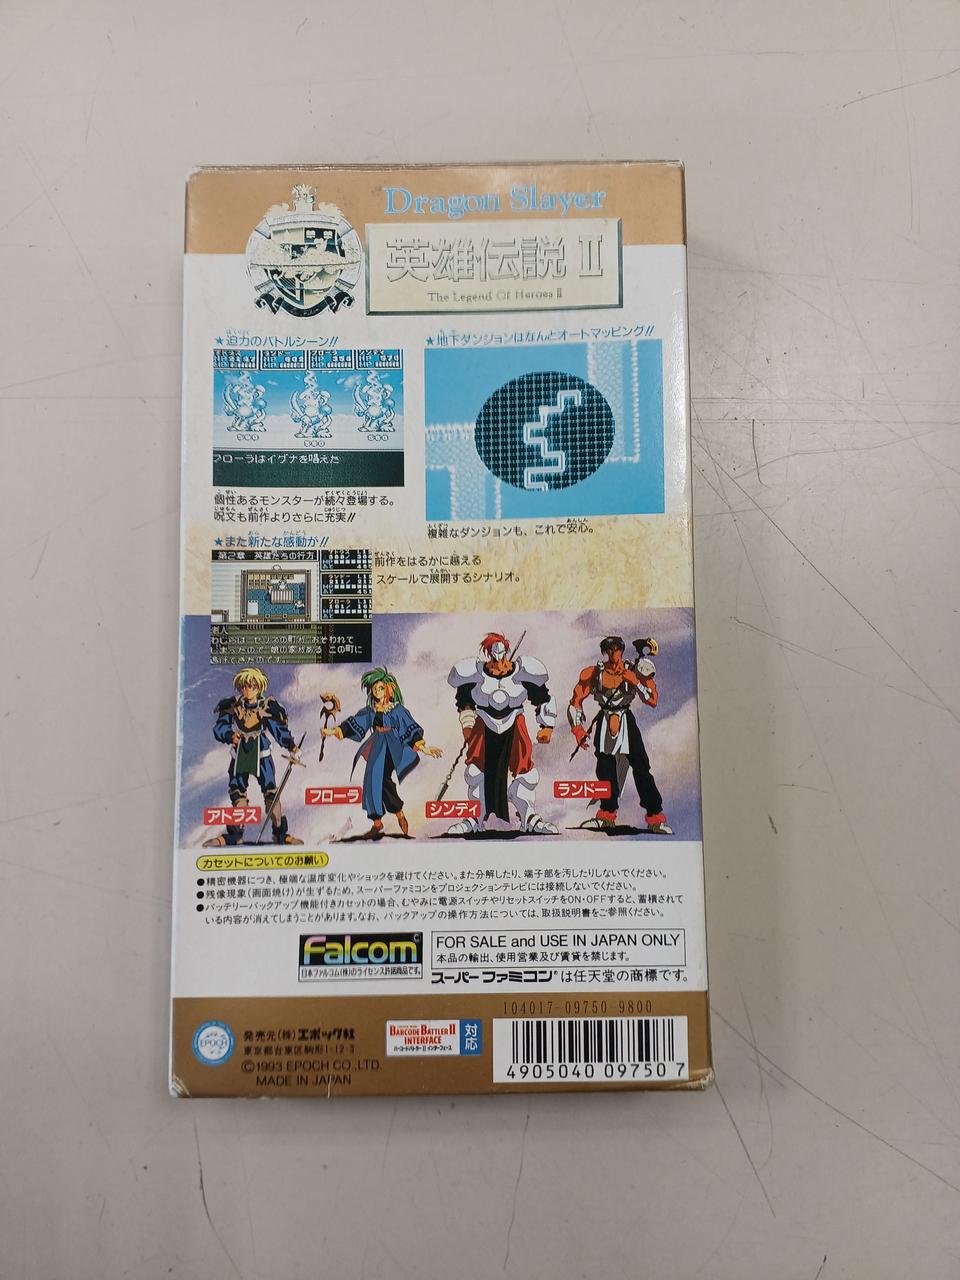 Dragon Slayer
英雄伝説 II
The Legend Of Heroes II
★迫力のバトルシーン!!
★地下ダンジョンはなんとオートマッピング!!
フローラはイグナを唱えた
個性あるモンスターが続々登場する。
呪文も前作よりさらに充実!!
複雑なダンジョンも、これで安心。
★また新たな感動が!!
第2章 英雄たちの行方
前作をはるかに越える
スケールで展開するシナリオ。
老人
アトラス
フローラ
シンディ
ランドー
カセットについてのお願い
●精密機器につき、極端な温度変化やショックを避けてください。また分解したり、端子部を汚したりしないでください。
●残像現象(画面焼け)が生ずるため、スーパーファミコンをプロジェクションテレビには接続しないでください。
●バッテリーバックアップ機能付きカセットの場合、むやみに電源スイッチやリセットスイッチをON・OFFすると、蓄積されて
いる内容が消えてしまうことがあります。なお、バックアップの操作方法については、取扱説明書をご参照ください。
Falcom
日本ファルコム(株)のライセンス許諾商品です。
FOR SALE and USE IN JAPAN ONLY
本品の輸出、使用営業及び賃貸を禁じます。
スーパーファミコン®は任天堂の商標です。
104017-09750-9800
EPOCH
発売元(株)エポック社
東京都台東区駒形1-12-3
©1993 EPOCH CO.,LTD.
MADE IN JAPAN
BARCODE BATTLER II
INTERFACE
バーコードバトラーII インターフェース
対応
4905040 097507